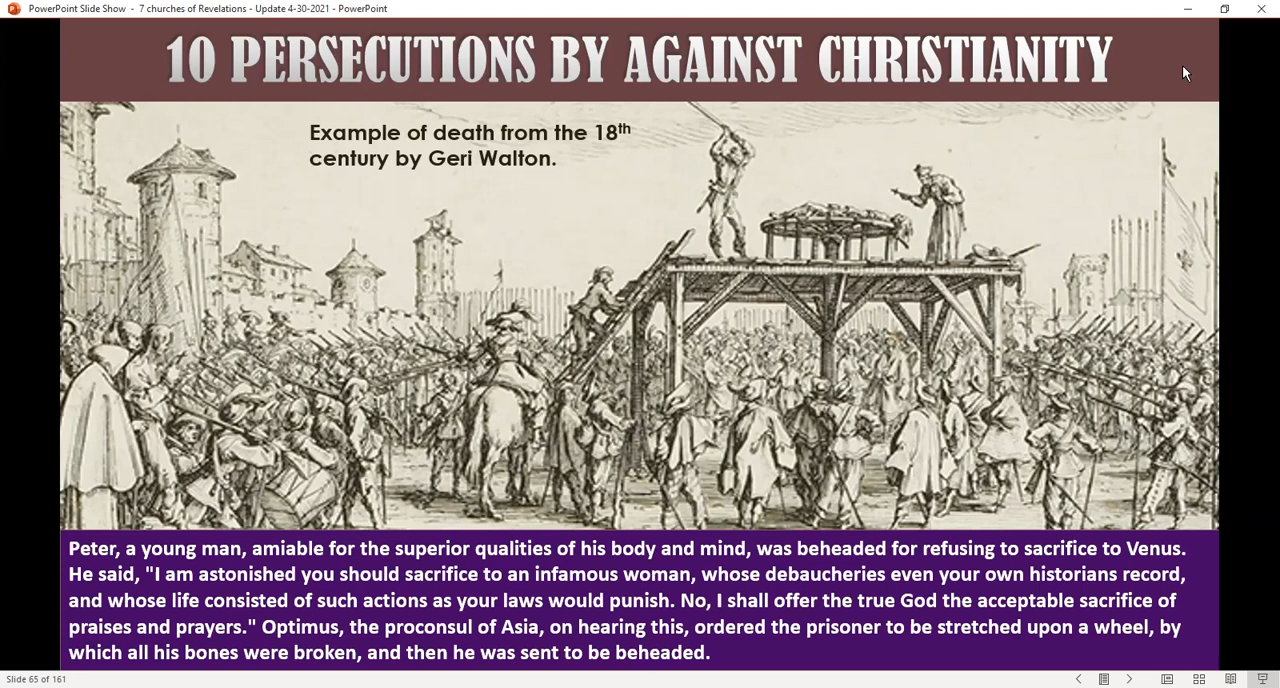 PowerPoint Slide Show - 7 churches of Revelations - Update 4-30-2021 - PowerPoint
10 PERSECUTIONS BY AGAINST CHRISTIANITY
Example of death from the 18th
century by Geri Walton.
Peter, a young man, amiable for the superior qualities of his body and mind, was beheaded for refusing to sacrifice to Venus.
He said, "I am astonished you should sacrifice to an infamous woman, whose debaucheries even your own historians record,
and whose life consisted of such actions as your laws would punish. No, I shall offer the true God the acceptable sacrifice of
praises and prayers." Optimus, the proconsul of Asia, on hearing this, ordered the prisoner to be stretched upon a wheel, by
which all his bones were broken, and then he was sent to be beheaded.
Slide 65 of 161